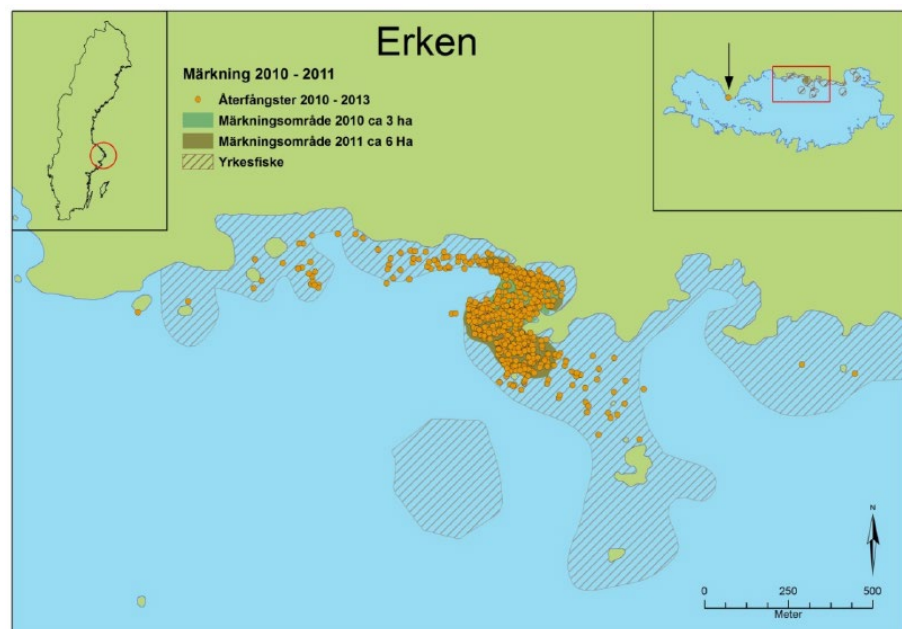 Erken
Märkning 2010 - 2011
Återfångster 2010 - 2013
Märkningsområde 2010 ca 3 ha
Märkningsområde 2011 ca 6 Ha
Yrkesfiske
N
0 250 500
Meter